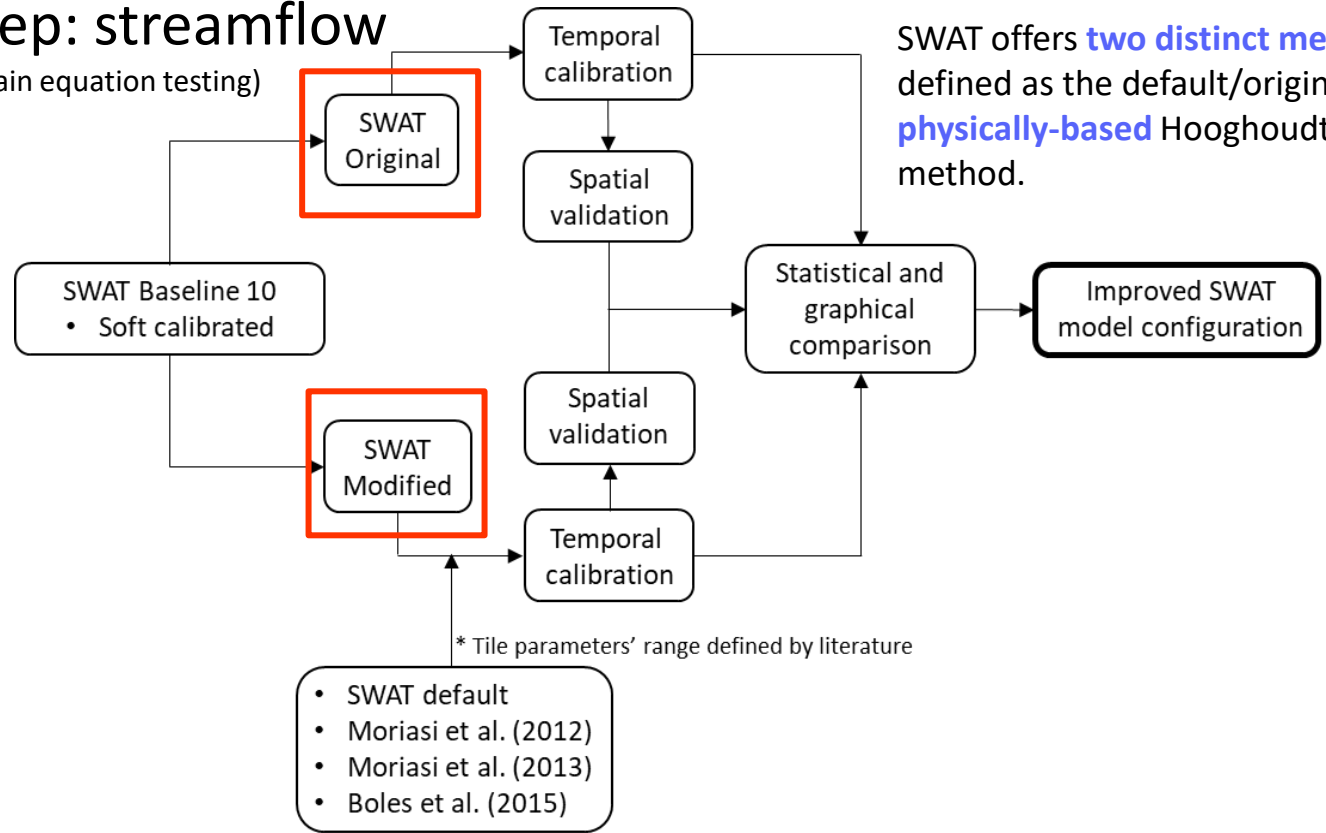 ep: streamflow
ain equation testing)
SWAT offers two distinct me
defined as the default/origin
physically-based Hooghoudt
method.
Temporal
calibration
SWAT
Original
Spatial
validation
SWAT Baseline 10
• Soft calibrated
Statistical and
graphical
comparison
Improved SWAT
model configuration
Spatial
validation
SWAT
Modified
Temporal
calibration
* Tile parameters’ range defined by literature
• SWAT default
• Moriasi et al. (2012)
• Moriasi et al. (2013)
• Boles et al. (2015)